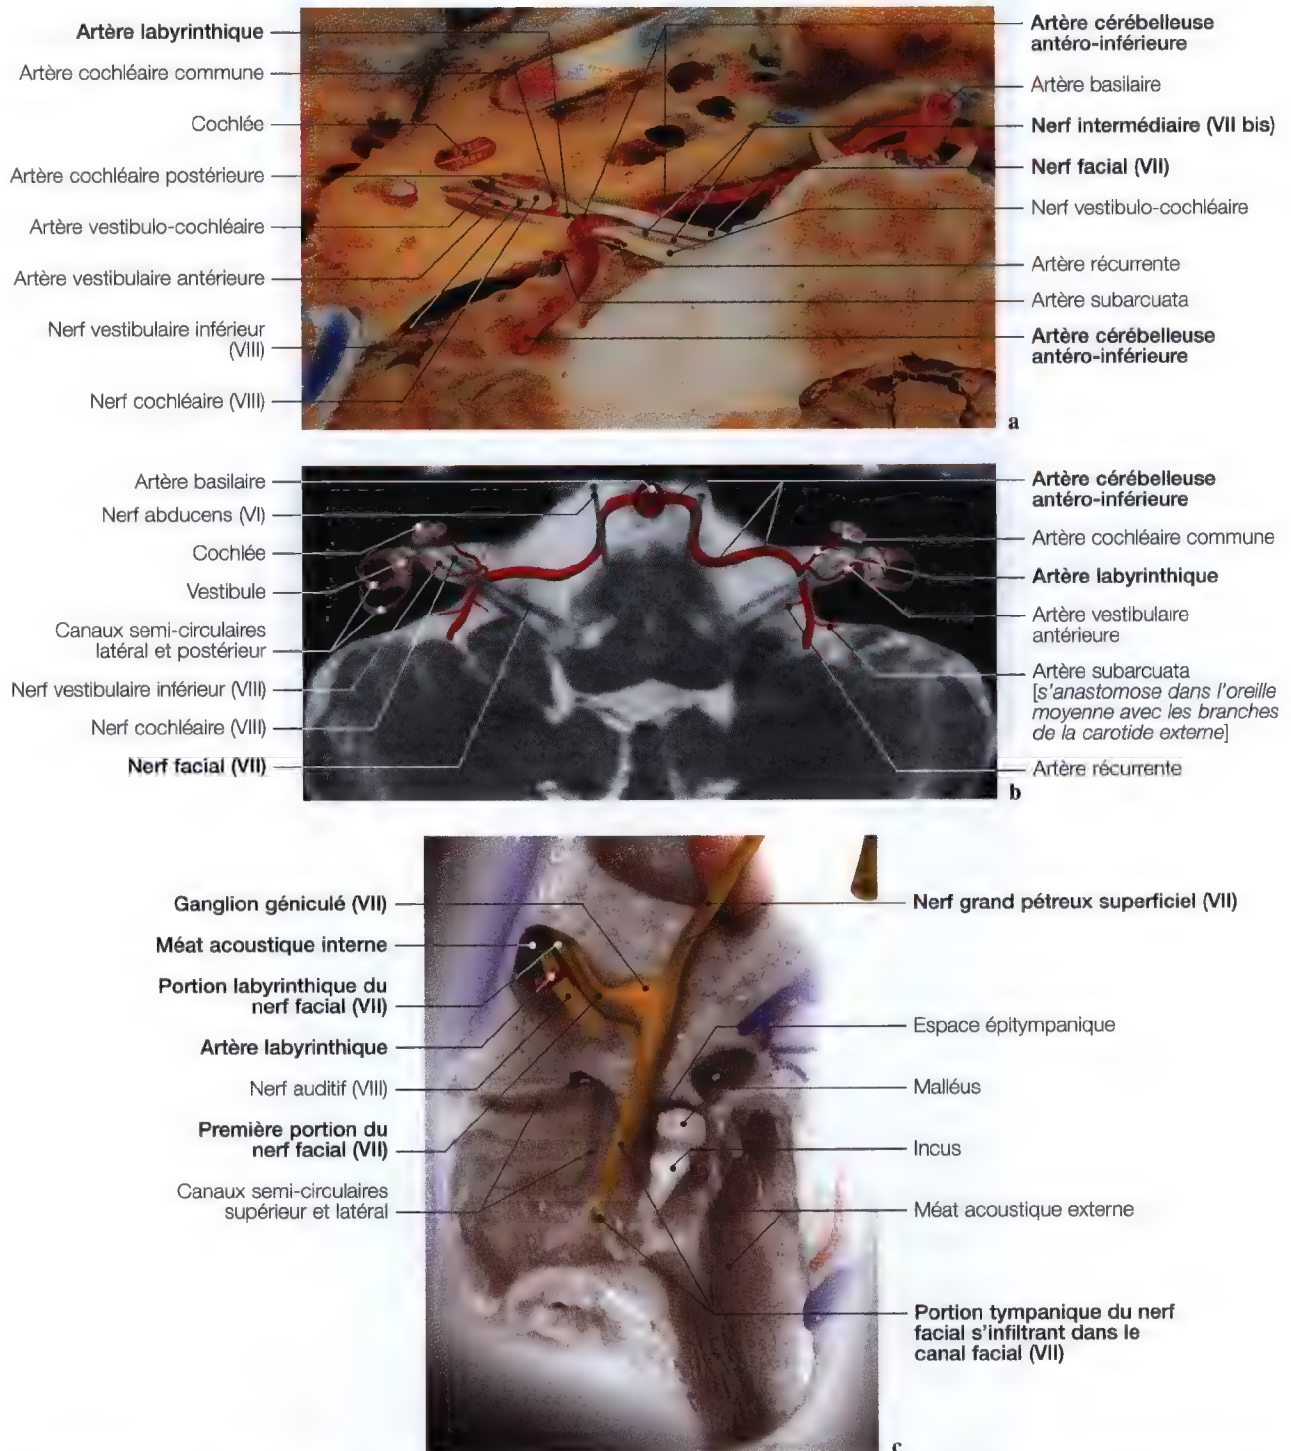 Artère labyrinthique
Artère cochléaire commune
Cochlée
Artère cochléaire postérieure
Artère vestibulo-cochléaire
Artère vestibulaire antérieure
Nerf vestibulaire inférieur
(VIII)
Nerf cochléaire (VIII)
Artère cérébelleuse
antéro-inférieure
Artère basilaire
Nerf intermédiaire (VII bis)
Nerf facial (VII)
Nerf vestibulo-cochléaire
Artère récurrente
Artère subarcuata
Artère cérébelleuse
antéro-inférieure
a
Artère basilaire
Nerf abducens (VI)
Cochlée
Vestibule
Canaux semi-circulaires
latéral et postérieur
Nerf vestibulaire inférieur (VIII)
Nerf cochléaire (VIII)
Nerf facial (VII)
Artère cérébelleuse
antéro-inférieure
Artère cochléaire commune
Artère labyrinthique
Artère vestibulaire
antérieure
Artère subarcuata
[s'anastomose dans l'oreille
moyenne avec les branches
de la carotide externe]
Artère récurrente
b
Ganglion géniculé (VII)
Méat acoustique interne
Portion labyrinthique du
nerf facial (VII)
Artère labyrinthique
Nerf auditif (VIII)
Première portion du
nerf facial (VII)
Canaux semi-circulaires
supérieur et latéral
Nerf grand pétreux superficiel (VII)
Espace épitympanique
Malléus
Incus
Méat acoustique externe
Portion tympanique du nerf
facial s'infiltrant dans le
canal facial (VII)
c